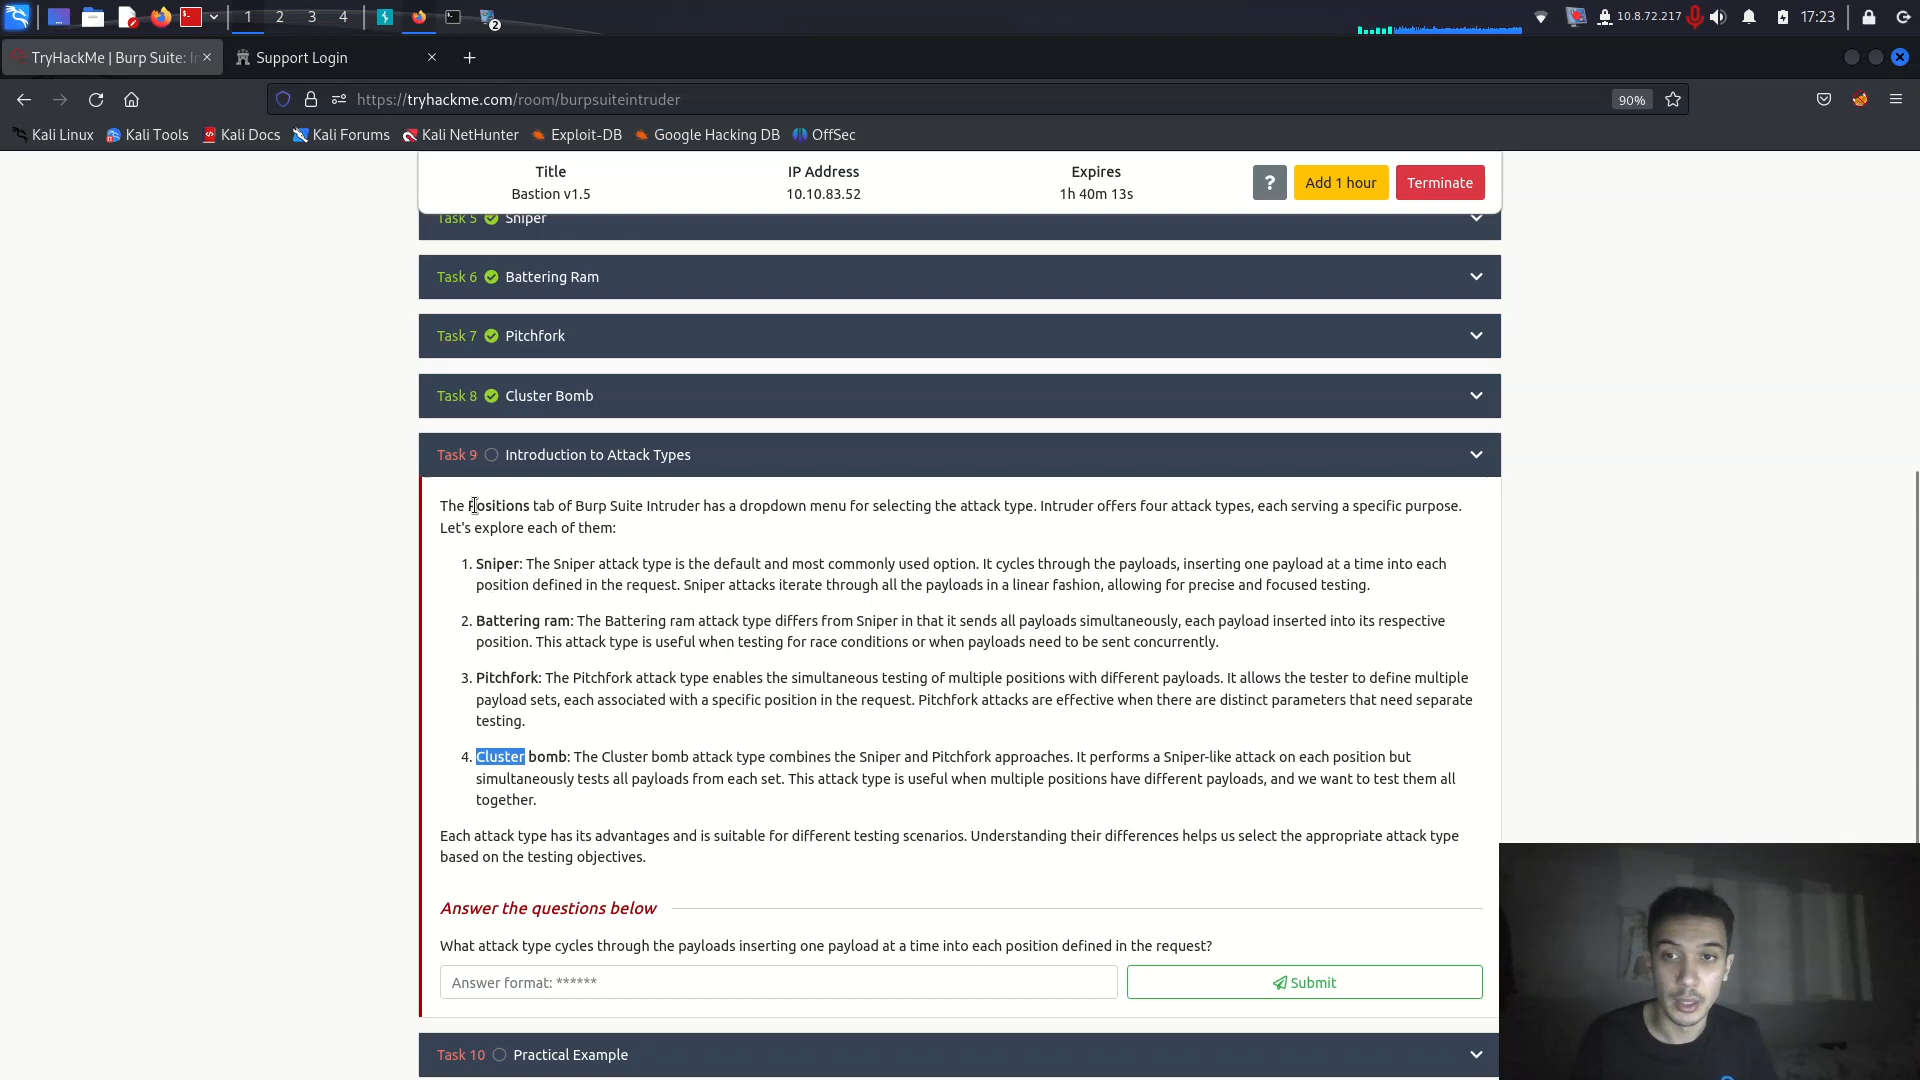 1 2 3 4 2 10.8.72.217 17:23
TryHackMe | Burp Suite: Support Login
https://tryhackme.com/room/burpsuiteintruder 90%
Kali Linux Kali Tools Kali Docs Kali Forums Kali NetHunter Exploit-DB Google Hacking DB OffSec
Title IP Address Expires
Bastion v1.5 10.10.83.52 1h 40m 13s
? Add 1 hour Terminate
Task 5 Sniper
Task 6 Battering Ram
Task 7 Pitchfork
Task 8 Cluster Bomb
Task 9 Introduction to Attack Types
The Positions tab of Burp Suite Intruder has a dropdown menu for selecting the attack type. Intruder offers four attack types, each serving a specific purpose.
Let's explore each of them:
1. Sniper: The Sniper attack type is the default and most commonly used option. It cycles through the payloads, inserting one payload at a time into each
position defined in the request. Sniper attacks iterate through all the payloads in a linear fashion, allowing for precise and focused testing.
2. Battering ram: The Battering ram attack type differs from Sniper in that it sends all payloads simultaneously, each payload inserted into its respective
position. This attack type is useful when testing for race conditions or when payloads need to be sent concurrently.
3. Pitchfork: The Pitchfork attack type enables the simultaneous testing of multiple positions with different payloads. It allows the tester to define multiple
payload sets, each associated with a specific position in the request. Pitchfork attacks are effective when there are distinct parameters that need separate
testing.
4. Cluster bomb: The Cluster bomb attack type combines the Sniper and Pitchfork approaches. It performs a Sniper-like attack on each position but
simultaneously tests all payloads from each set. This attack type is useful when multiple positions have different payloads, and we want to test them all
together.
Each attack type has its advantages and is suitable for different testing scenarios. Understanding their differences helps us select the appropriate attack type
based on the testing objectives.
Answer the questions below
What attack type cycles through the payloads inserting one payload at a time into each position defined in the request?
Answer format: ****** Submit
Task 10 Practical Example